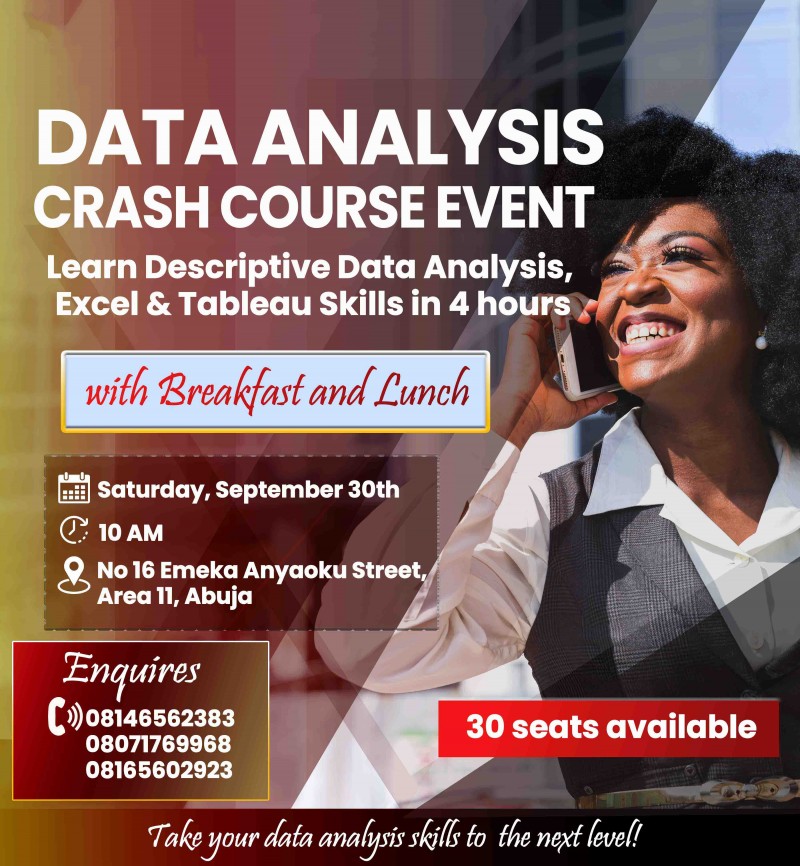 DATA ANALYSIS
CRASH COURSE EVENT
Learn Descriptive Data Analysis,
Excel & Tableau Skills in 4 hours
with Breakfast and Lunch
Saturday, September 30th
10 AM
No 16 Emeka Anyaoku Street,
Area 11, Abuja
Enquires
08146562383
08071769968
08165602923
30 seats available
Take your data analysis skills to the next level!